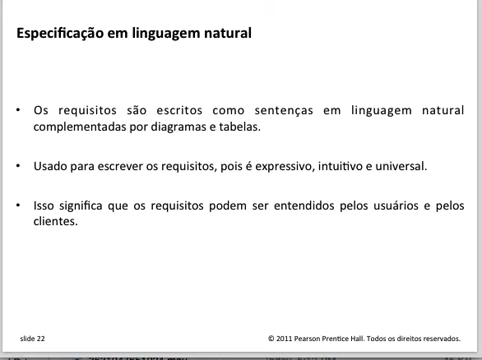 Especificação em linguagem natural
• Os requisitos são escritos como sentenças em linguagem natural
complementadas por diagramas e tabelas.
• Usado para escrever os requisitos, pois é expressivo, intuitivo e universal.
• Isso significa que os requisitos podem ser entendidos pelos usuários e pelos
clientes.
slide 22
© 2011 Pearson Prentice Hall. Todos os direitos reservados.